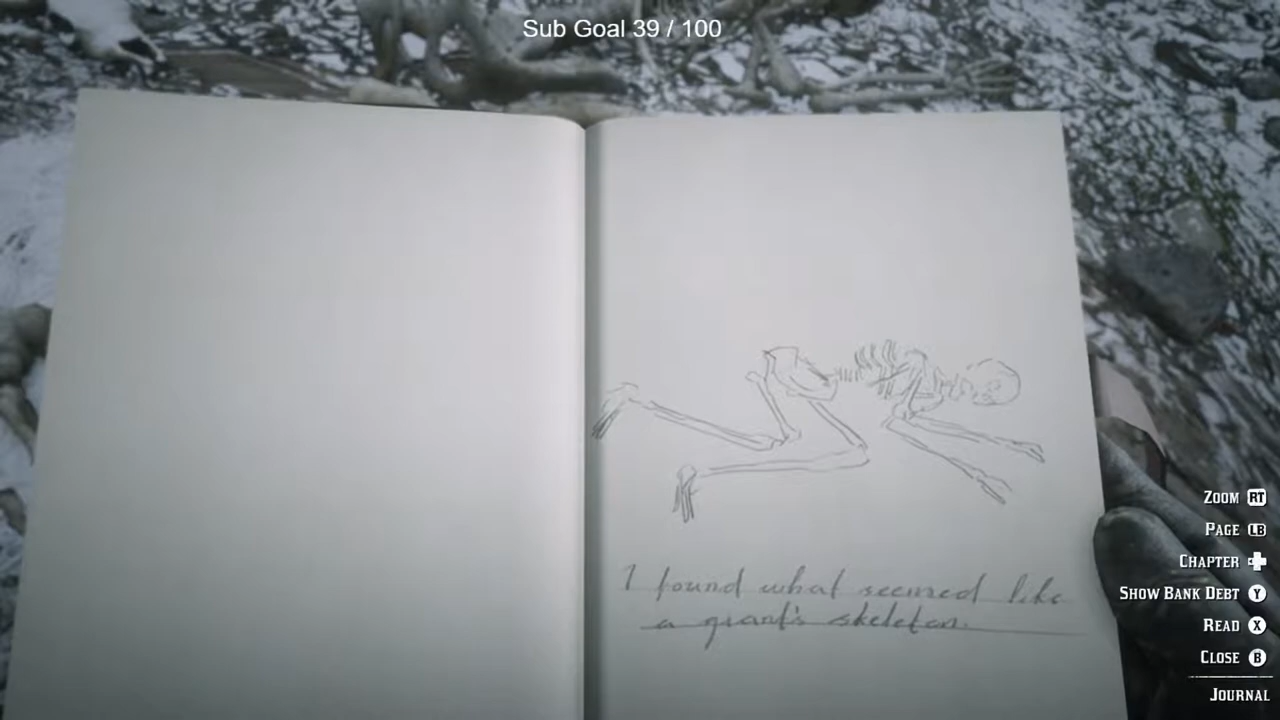 Sub Goal 39 / 100
I found what seemed like
a giant's skeleton.
ZOOM RT
PAGE LB
CHAPTER
SHOW BANK DEBT Y
READ X
CLOSE B
JOURNAL